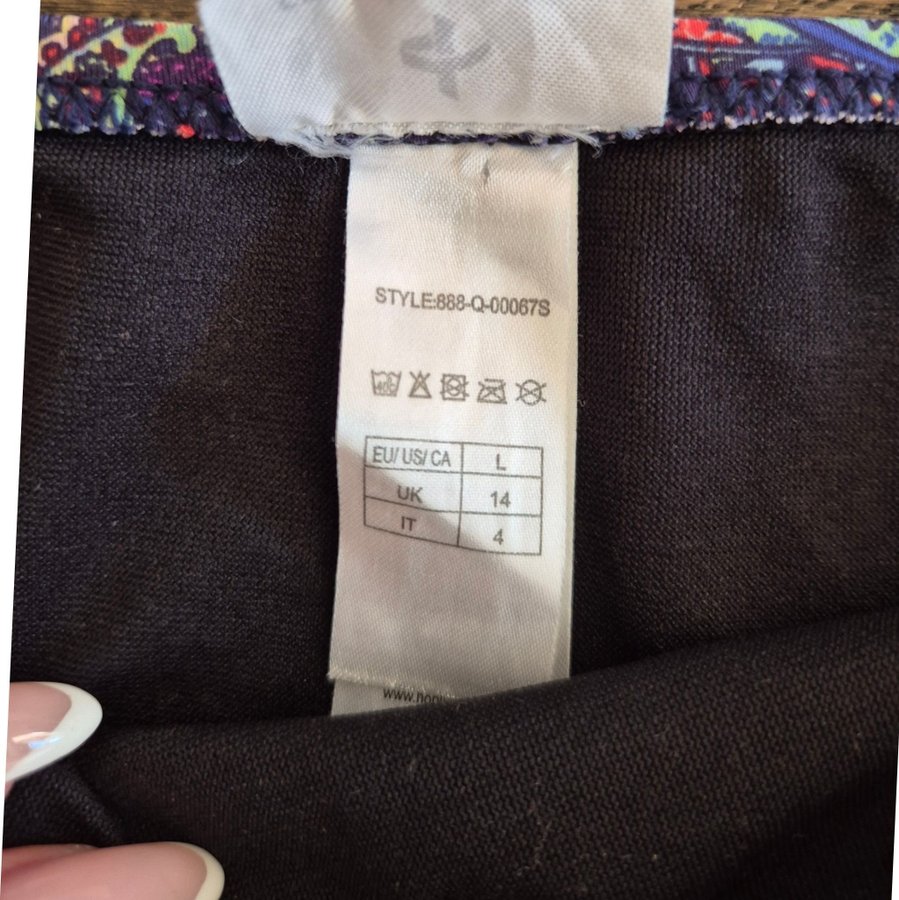 STYLE:888-Q-00067S
EU/ US/ CA L
UK 14
IT 4